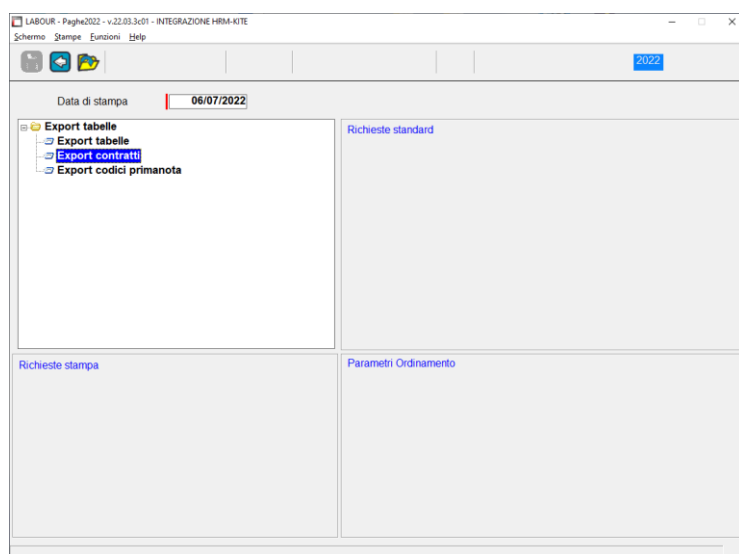 LABOUR - Paghe2022 - v.22.03.3c01 - INTEGRAZIONE HRM-KITE
Schermo Stampe Funzioni Help
2022
Data di stampa 06/07/2022
Export tabelle
Export tabelle
Export contratti
Export codici primanota
Richieste standard
Richieste stampa
Parametri Ordinamento